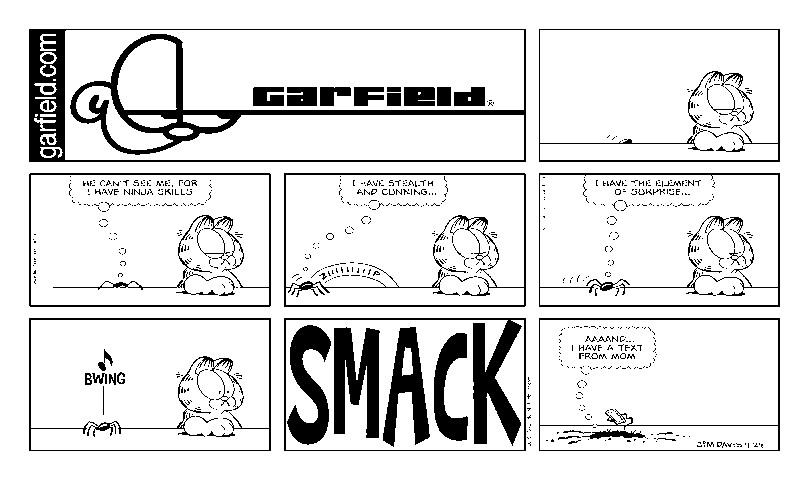 garfield.com
GARFIELD®
HE CAN'T SEE ME, FOR
I HAVE NINJA SKILLS
I HAVE STEALTH
AND CUNNING...
ZIIIIIIIIP
I HAVE THE ELEMENT
OF SURPRISE...
BWING
SMACK
AAAAND...
I HAVE A TEXT
FROM MOM
JIM DAVIS